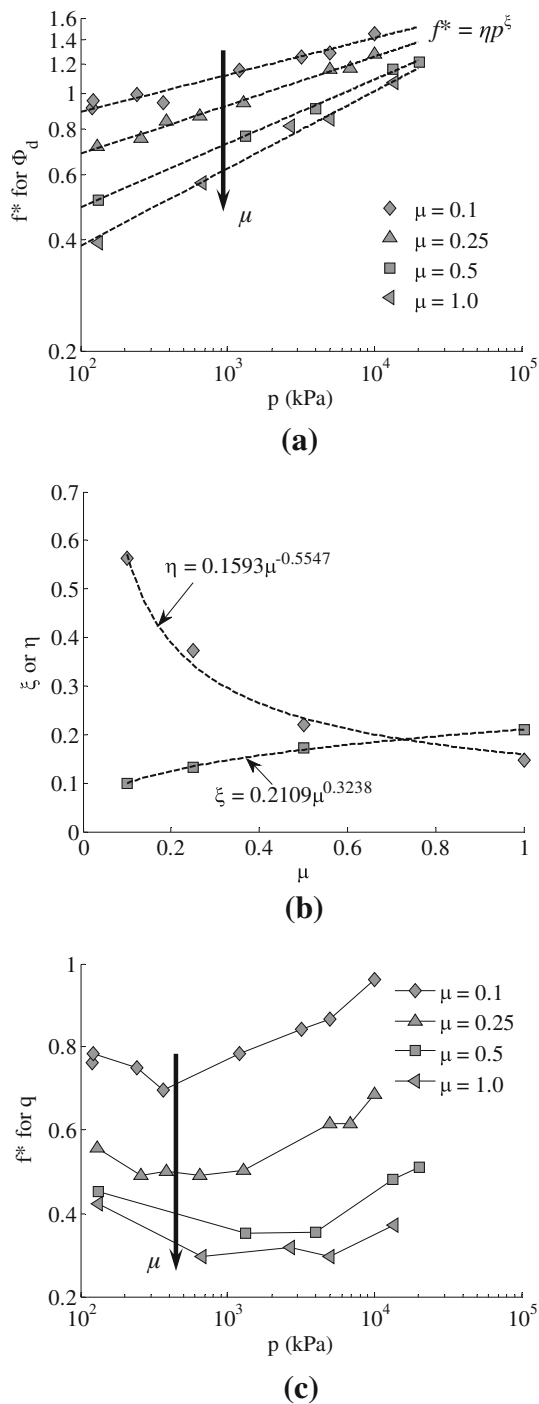 1.6
1.4
1.2
1
0.8
0.6
0.4
0.2
f* for Φ_d
f* = ηp^ξ
μ
μ = 0.1
μ = 0.25
μ = 0.5
μ = 1.0
10^2 10^3 10^4 10^5
p (kPa)
(a)
0.7
0.6
0.5
0.4
0.3
0.2
0.1
0
ξ or η
η = 0.1593μ^-0.5547
ξ = 0.2109μ^0.3238
0 0.2 0.4 0.6 0.8 1
μ
(b)
1
0.8
0.6
0.4
0.2
f* for q
μ = 0.1
μ = 0.25
μ = 0.5
μ = 1.0
μ
10^2 10^3 10^4 10^5
p (kPa)
(c)